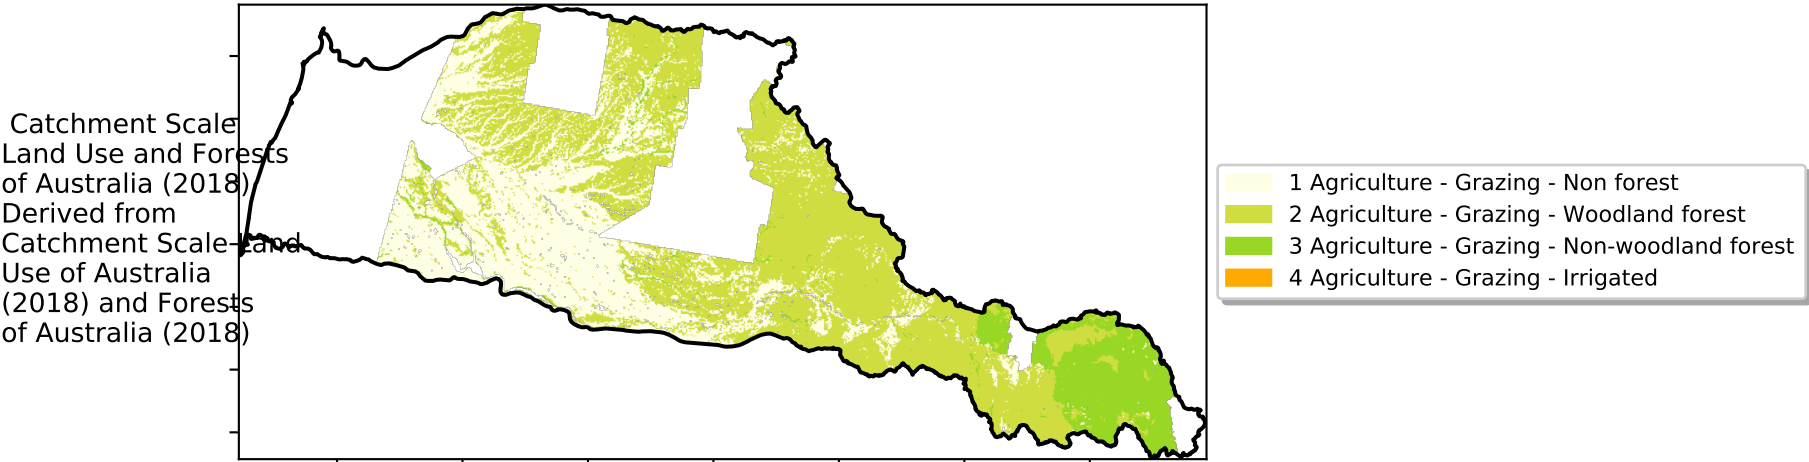 Catchment Scale
Land Use and Forests
of Australia (2018)
Derived from
Catchment Scale Land
Use of Australia
(2018) and Forests
of Australia (2018)
1 Agriculture - Grazing - Non forest
2 Agriculture - Grazing - Woodland forest
3 Agriculture - Grazing - Non-woodland forest
4 Agriculture - Grazing - Irrigated